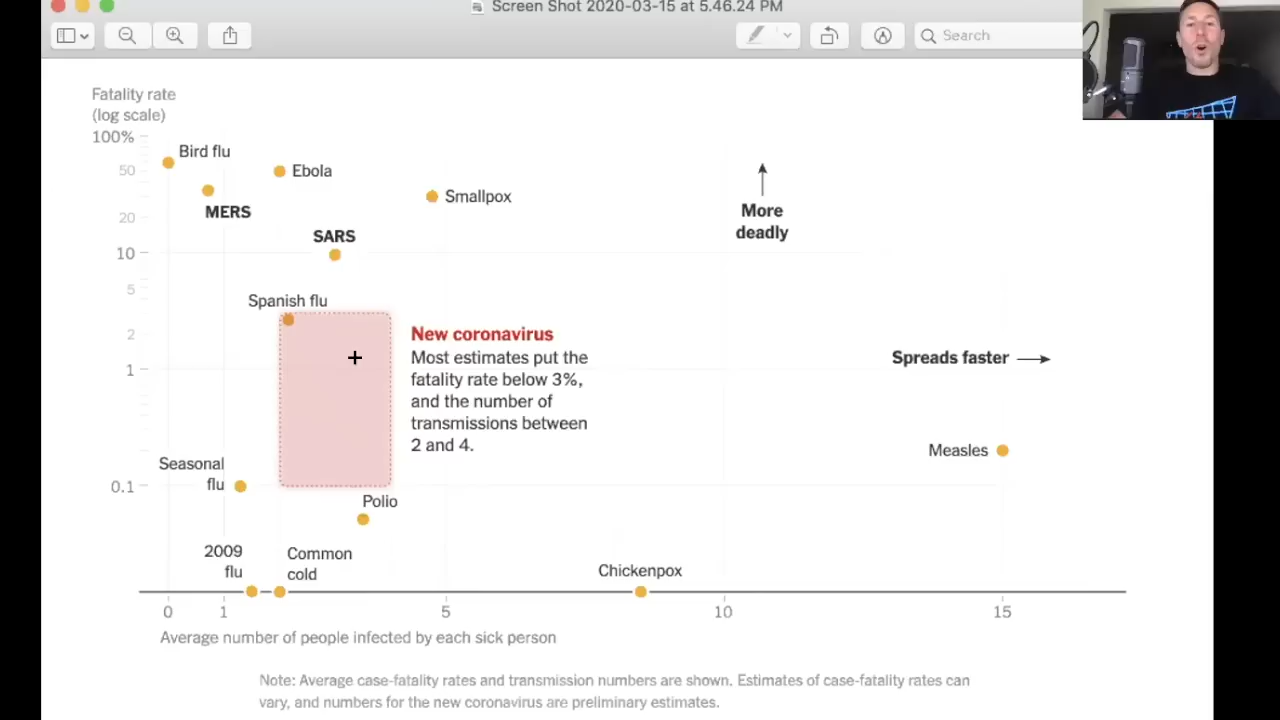 Screen Shot 2020-03-15 at 5.46.24 PM
Search
Fatality rate
(log scale)
100%
50
20
10
5
2
1
0.1
Bird flu
Ebola
Smallpox
MERS
SARS
More
deadly
Spanish flu
New coronavirus
Most estimates put the
fatality rate below 3%,
and the number of
transmissions between
2 and 4.
Spreads faster
Measles
Seasonal
flu
Polio
2009
flu
Common
cold
Chickenpox
0
1
5
10
15
Average number of people infected by each sick person
Note: Average case-fatality rates and transmission numbers are shown. Estimates of case-fatality rates can
vary, and numbers for the new coronavirus are preliminary estimates.